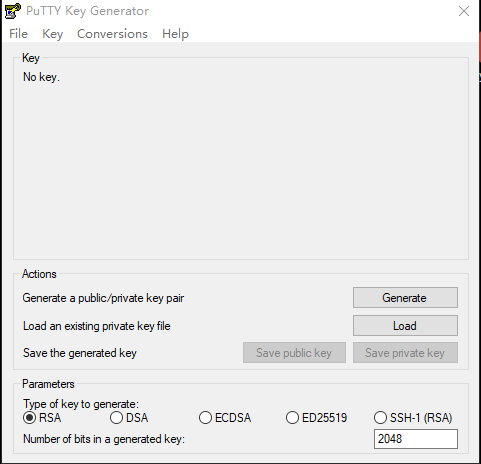 PuTTY Key Generator
File Key Conversions Help
Key
No key.
Actions
Generate a public/private key pair Generate
Load an existing private key file Load
Save the generated key Save public key Save private key
Parameters
Type of key to generate:
RSA DSA ECDSA ED25519 SSH-1 (RSA)
Number of bits in a generated key: 2048